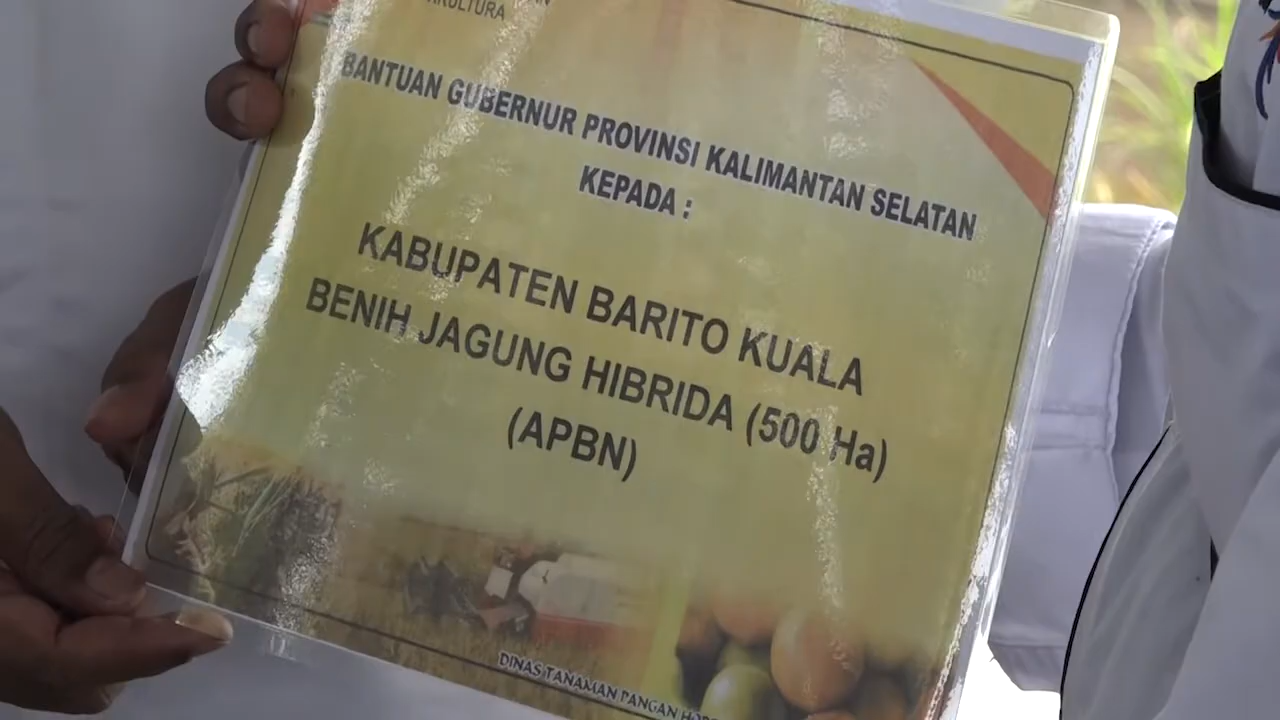 BANTUAN GUBERNUR PROVINSI KALIMANTAN SELATAN
KEPADA :
KABUPATEN BARITO KUALA
BENIH JAGUNG HIBRIDA (500 Ha)
(APBN)
DINAS TANAMAN PANGAN